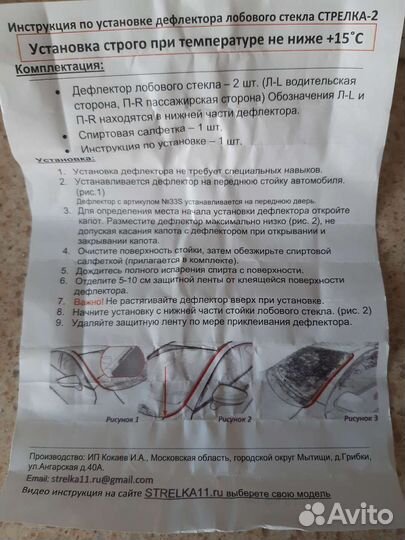 Инструкция по установке дефлектора лобового стекла СТРЕЛКА-2
Установка строго при температуре не ниже +15˚С
Комплектация:
• Дефлектор лобового стекла – 2 шт. (Л-L водительская
сторона, П-R пассажирская сторона) Обозначения Л-L и
П-R находятся в нижней части дефлектора.
• Спиртовая салфетка – 1 шт.
• Инструкция по установке – 1 шт.
Установка:
1. Установка дефлектора не требует специальных навыков.
2. Устанавливается дефлектор на переднюю стойку автомобиля.
(рис.1)
Дефлектор с артикулом №33S устанавливается на переднюю дверь.
3. Для определения места начала установки дефлектора откройте
капот. Разместите дефлектор максимально низко (рис. 2), не
допуская касания капота с дефлектором при открывании и
закрывании капота.
4. Очистите поверхность стойки, затем обезжирьте спиртовой
салфеткой (прилагается в комплекте).
5. Дождитесь полного испарения спирта с поверхности.
6. Отделите 5-10 см защитной ленты от клеящейся поверхности
дефлектора.
7. Важно! Не растягивайте дефлектор вверх при установке.
8. Начните установку с нижней части стойки лобового стекла. (рис. 2)
9. Удаляйте защитную ленту по мере приклеивания дефлектора.
Рисунок 1
Рисунок 2
Рисунок 3
Производство: ИП Кокаев И.А., Московская область, городской округ Мытищи, д.Грибки,
ул.Ангарская д.40А.
Email: strelka11.ru@gmail.com
Видео инструкция на сайте STRELKA11.ru выберете свою модель
Avito